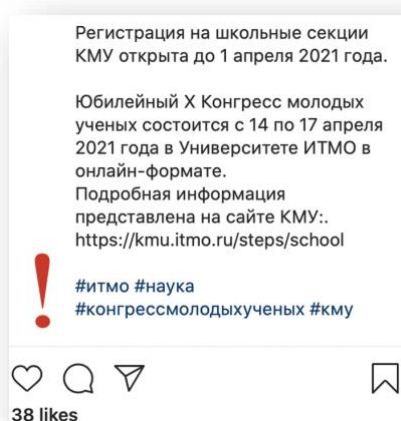 Регистрация на школьные секции
КМУ открыта до 1 апреля 2021 года.
Юбилейный X Конгресс молодых
ученых состоится с 14 по 17 апреля
2021 года в Университете ИТМО в
онлайн-формате.
Подробная информация
представлена на сайте КМУ:.
https://kmu.itmo.ru/steps/school
#итмо #наука
#конгрессмолодыхученых #кму
38 likes